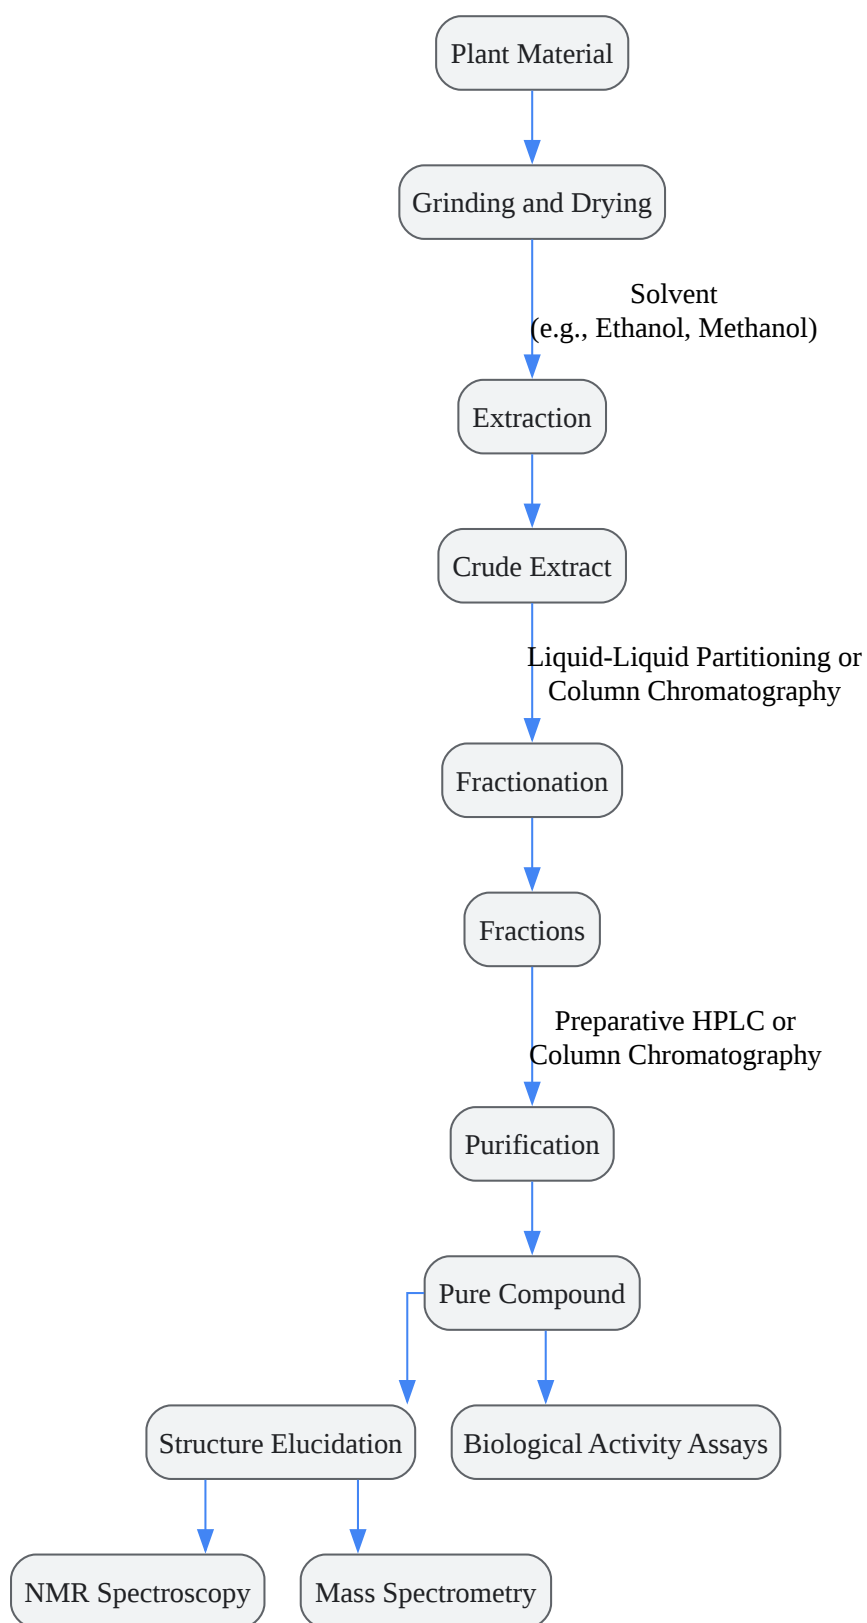 Plant Material
Grinding and Drying
Solvent
(e.g., Ethanol, Methanol)
Extraction
Crude Extract
Liquid-Liquid Partitioning or
Column Chromatography
Fractionation
Fractions
Preparative HPLC or
Column Chromatography
Purification
Pure Compound
Structure Elucidation
Biological Activity Assays
NMR Spectroscopy
Mass Spectrometry